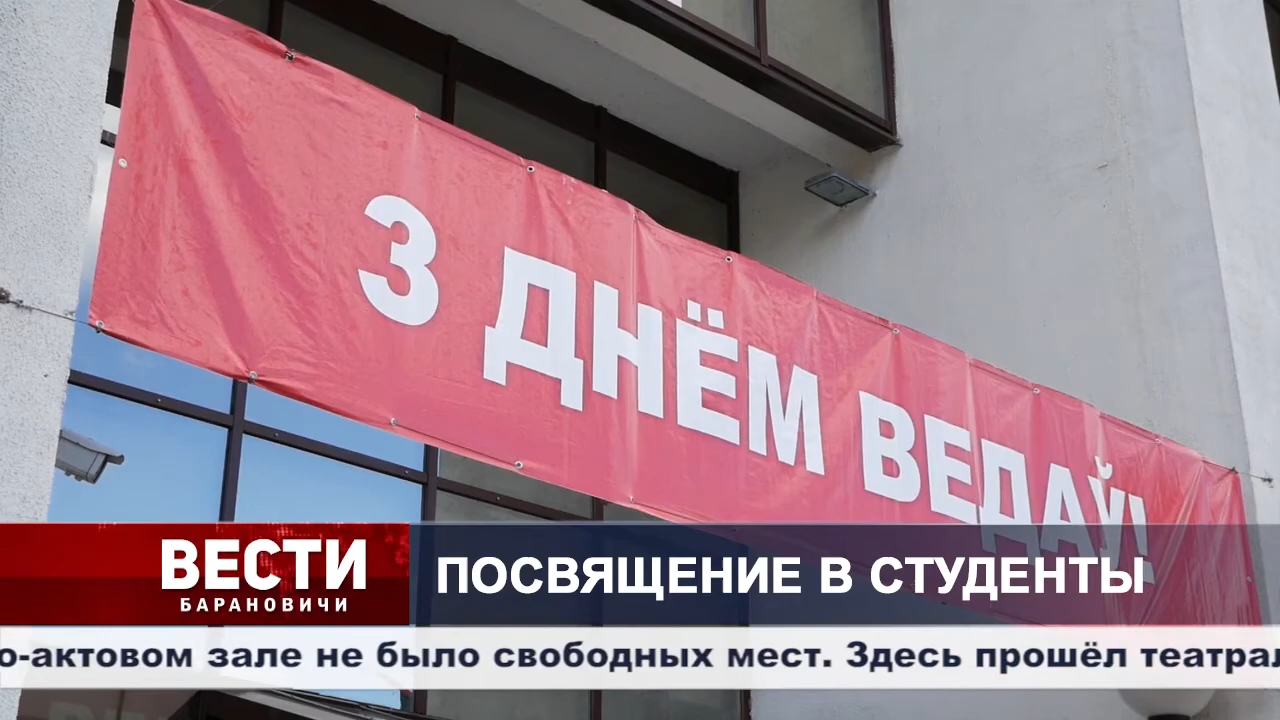 З ДНЁМ ВЕДАЎ!
ВЕСТИ
БАРАНОВИЧИ
ПОСВЯЩЕНИЕ В СТУДЕНТЫ
о-актовом зале не было свободных мест. Здесь прошёл театрал